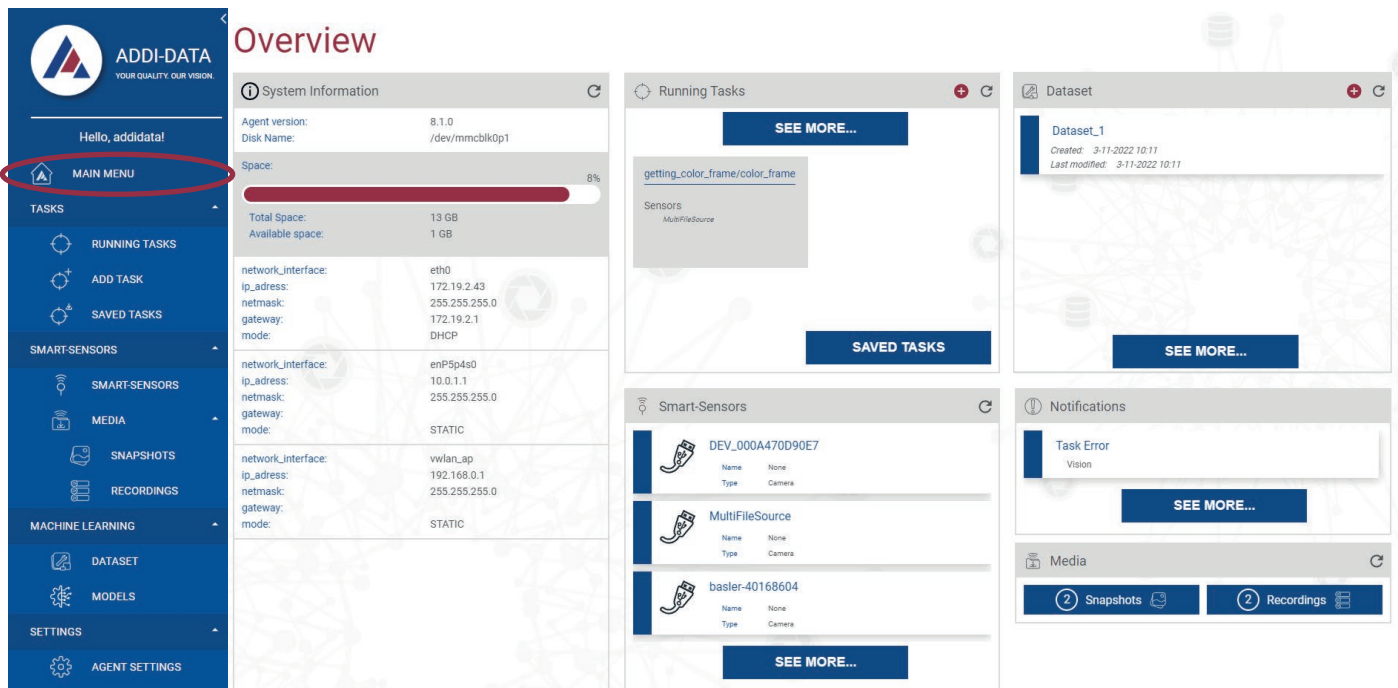 ADDI-DATA
YOUR QUALITY. OUR VISION.
Hello, addidata!
MAIN MENU
TASKS
RUNNING TASKS
ADD TASK
SAVED TASKS
SMART-SENSORS
SMART-SENSORS
MEDIA
SNAPSHOTS
RECORDINGS
MACHINE LEARNING
DATASET
MODELS
SETTINGS
AGENT SETTINGS
Overview
System Information
Agent version: 8.1.0
Disk Name: /dev/mmcblk0p1
Space:
8%
Total Space: 13 GB
Available space: 1 GB
network_interface: eth0
ip_adress: 172.19.2.43
netmask: 255.255.255.0
gateway: 172.19.2.1
mode: DHCP
network_interface: enP5p4s0
ip_adress: 10.0.1.1
netmask: 255.255.255.0
gateway:
mode: STATIC
network_interface: vwlan_ap
ip_adress: 192.168.0.1
netmask: 255.255.255.0
gateway:
mode: STATIC
Running Tasks
SEE MORE...
getting_color_frame/color_frame
Sensors
MultiFileSource
SAVED TASKS
Smart-Sensors
DEV_000A470D90E7
Name None
Type Camera
MultiFileSource
Name None
Type Camera
basler-40168604
Name None
Type Camera
SEE MORE...
Dataset
Dataset_1
Created: 3-11-2022 10:11
Last modified: 3-11-2022 10:11
SEE MORE...
Notifications
Task Error
Vision
SEE MORE...
Media
2 Snapshots
2 Recordings